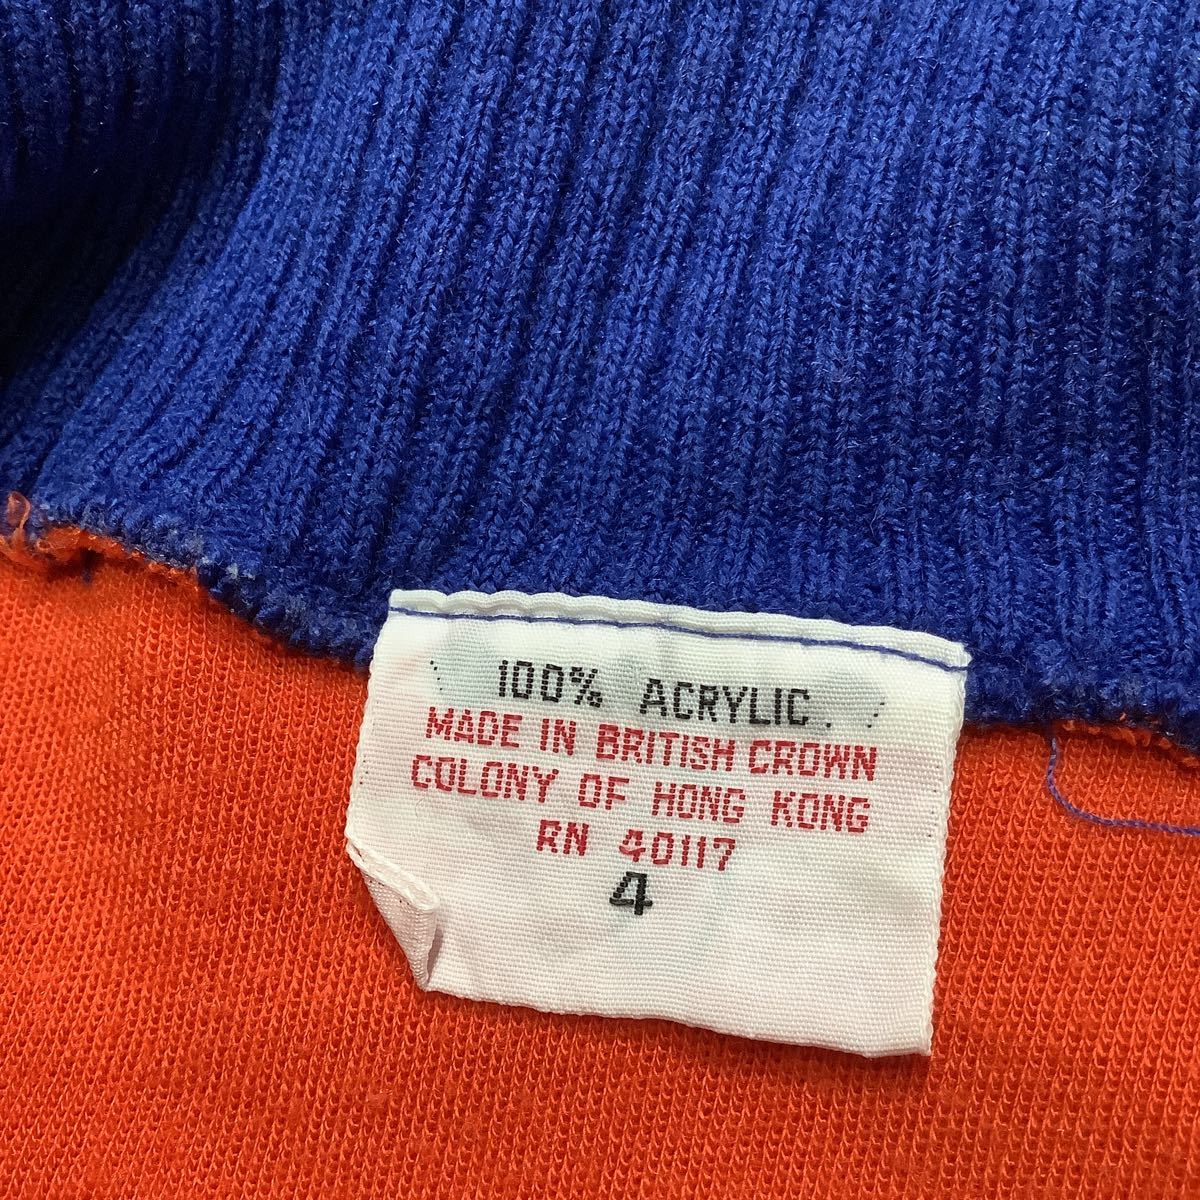 100% ACRYLIC
MADE IN BRITISH CROWN
COLONY OF HONG KONG
RN 40117
4